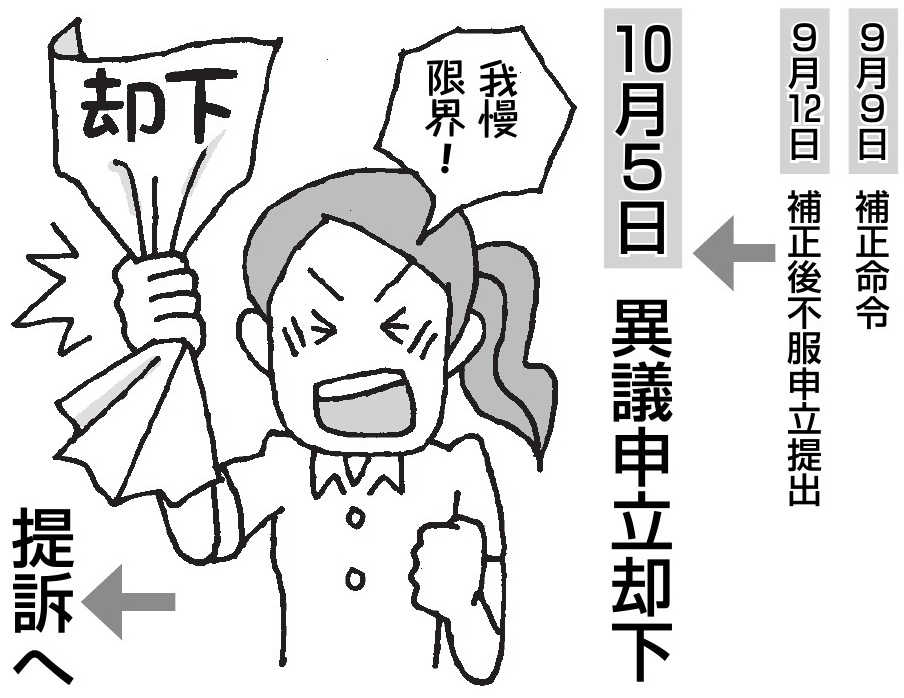 9月9日 補正命令
9月12日 補正後不服申立提出
10月5日 異議申立却下
我慢
限界！
却下
提訴へ